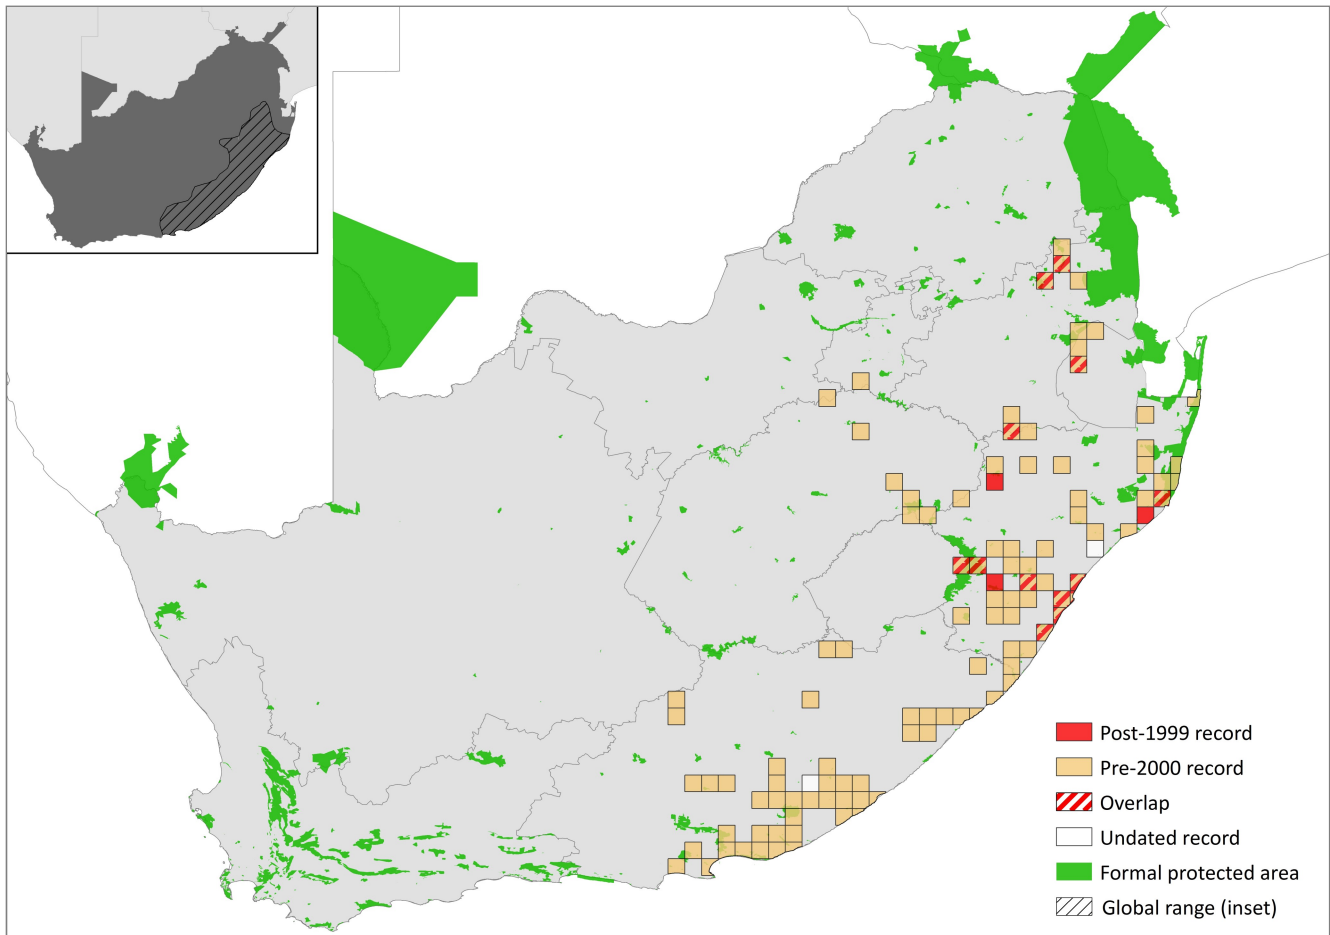 Post-1999 record
Pre-2000 record
Overlap
Undated record
Formal protected area
Global range (inset)